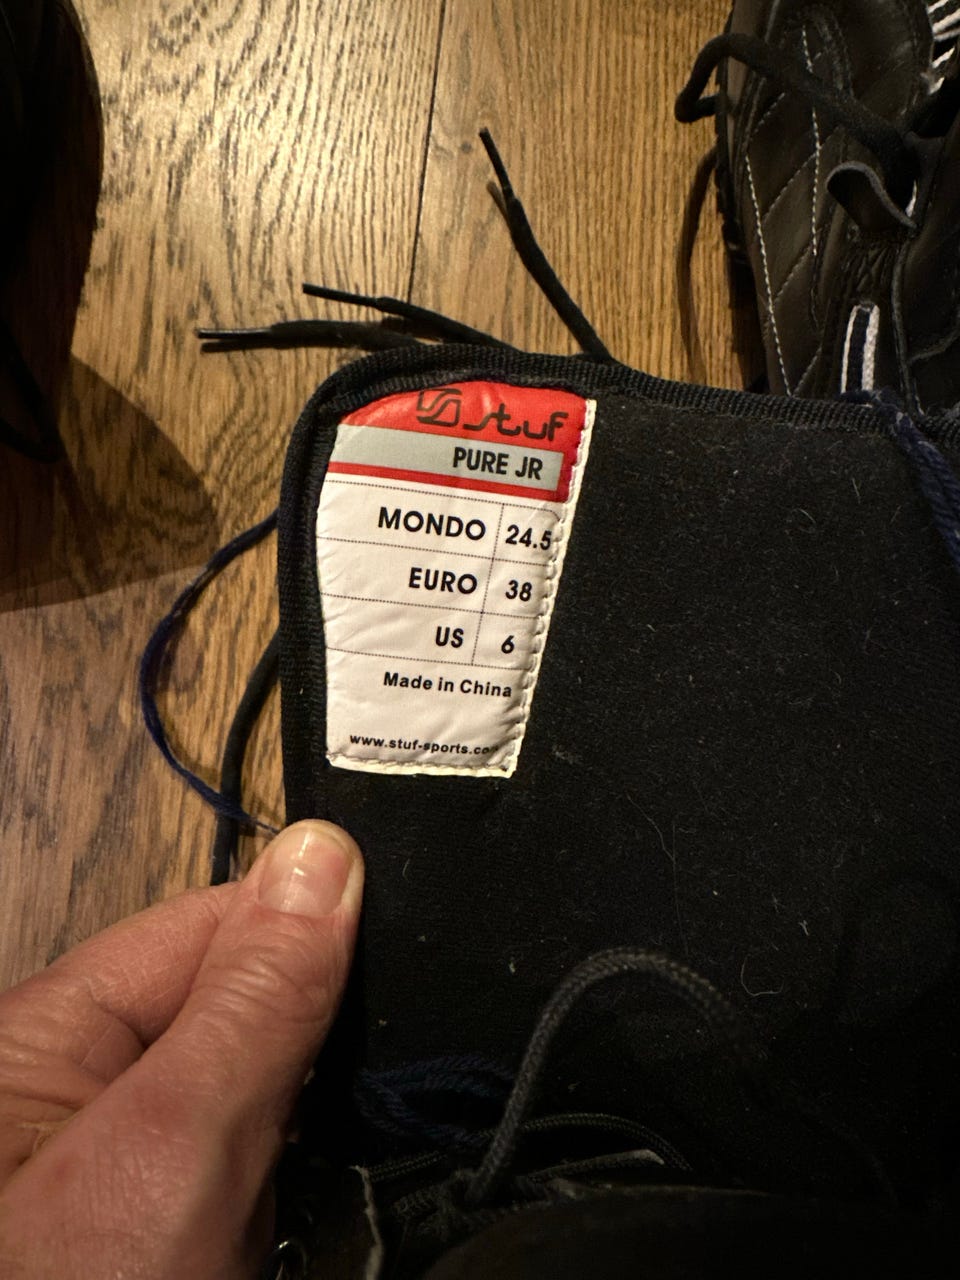 stuf
PURE JR
MONDO 24.5
EURO 38
US 6
Made in China
www.stuf-sports.co